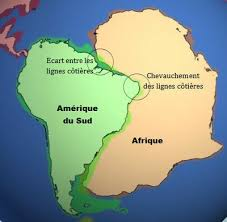 Ecart entre les
lignes côtières
Chevauchement
des lignes côtières
Amérique
du Sud
Afrique